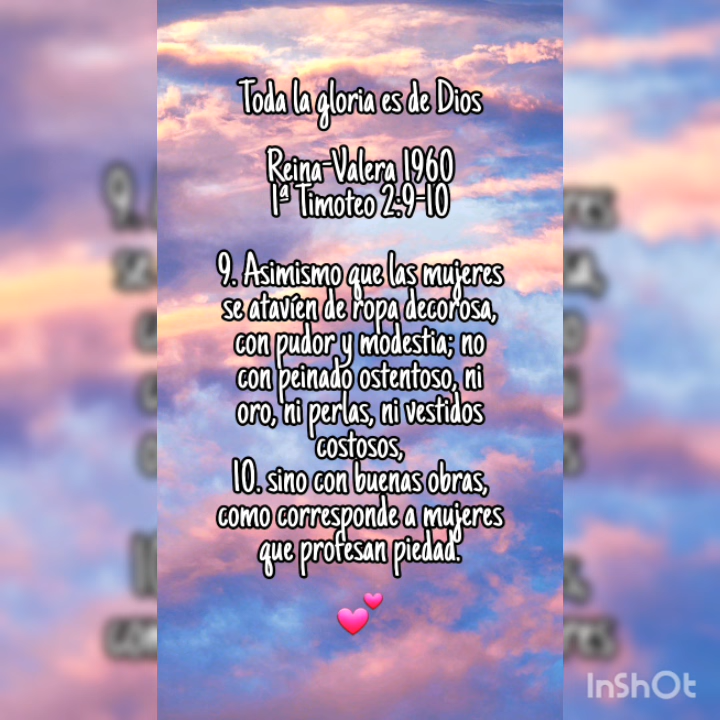 Toda la gloria es de Dios
Reina-Valera 1960
1ª Timoteo 2:9-10
9. Asimismo que las mujeres
se atavíen de ropa decorosa,
con pudor y modestia; no
con peinado ostentoso, ni
oro, ni perlas, ni vestidos
costosos,
10. sino con buenas obras,
como corresponde a mujeres
que profesan piedad.
InShOt